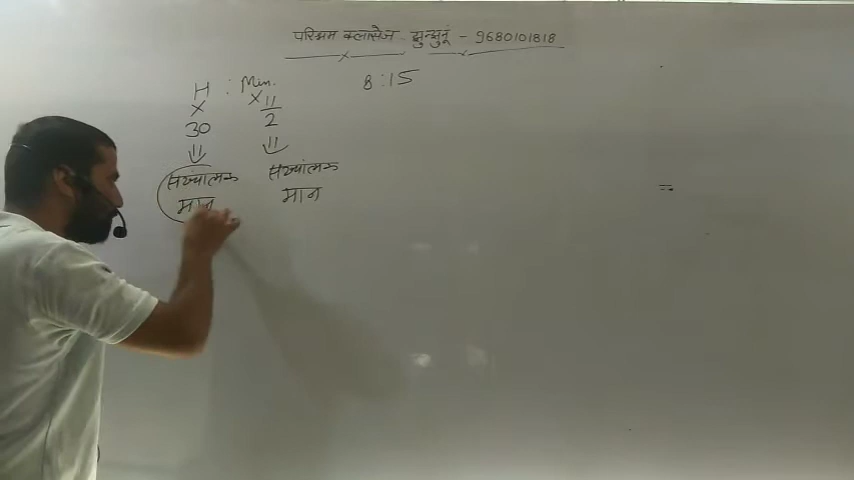 परिश्रम क्लासेज झुन्झुनूं - 9680101818
H : Min. 8:15
× × 11
30 2
⇓ ⇓
संख्यात्मक संख्यात्मक
मान मान
=